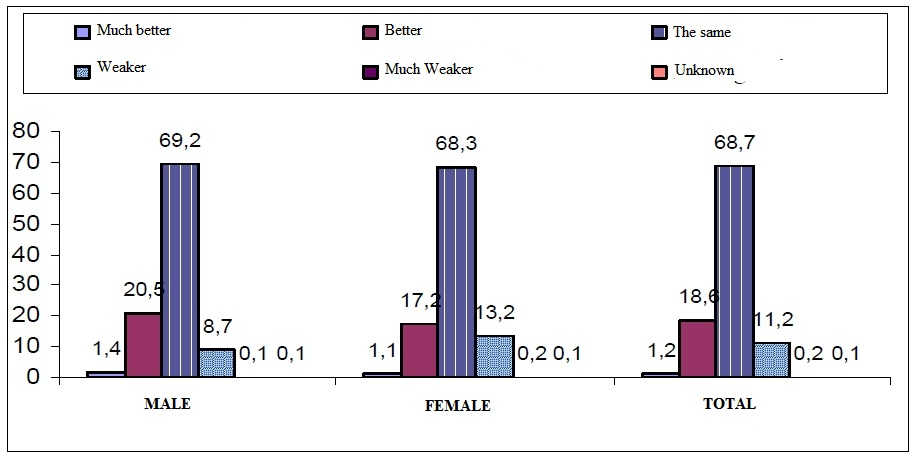 Much better Better The same
Weaker Much Weaker Unknown
80
70
60
50
40
30
20
10
0
1,4 20,5 69,2 8,7 0,1 0,1
1,1 17,2 68,3 13,2 0,2 0,1
1,2 18,6 68,7 11,2 0,2 0,1
MALE FEMALE TOTAL